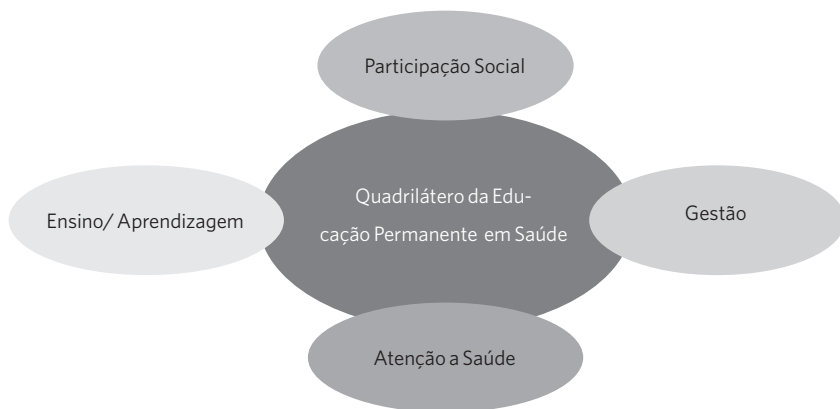 Participação Social
Quadrilátero da Edu-
cação Permanente em Saúde
Ensino/ Aprendizagem
Gestão
Atenção a Saúde